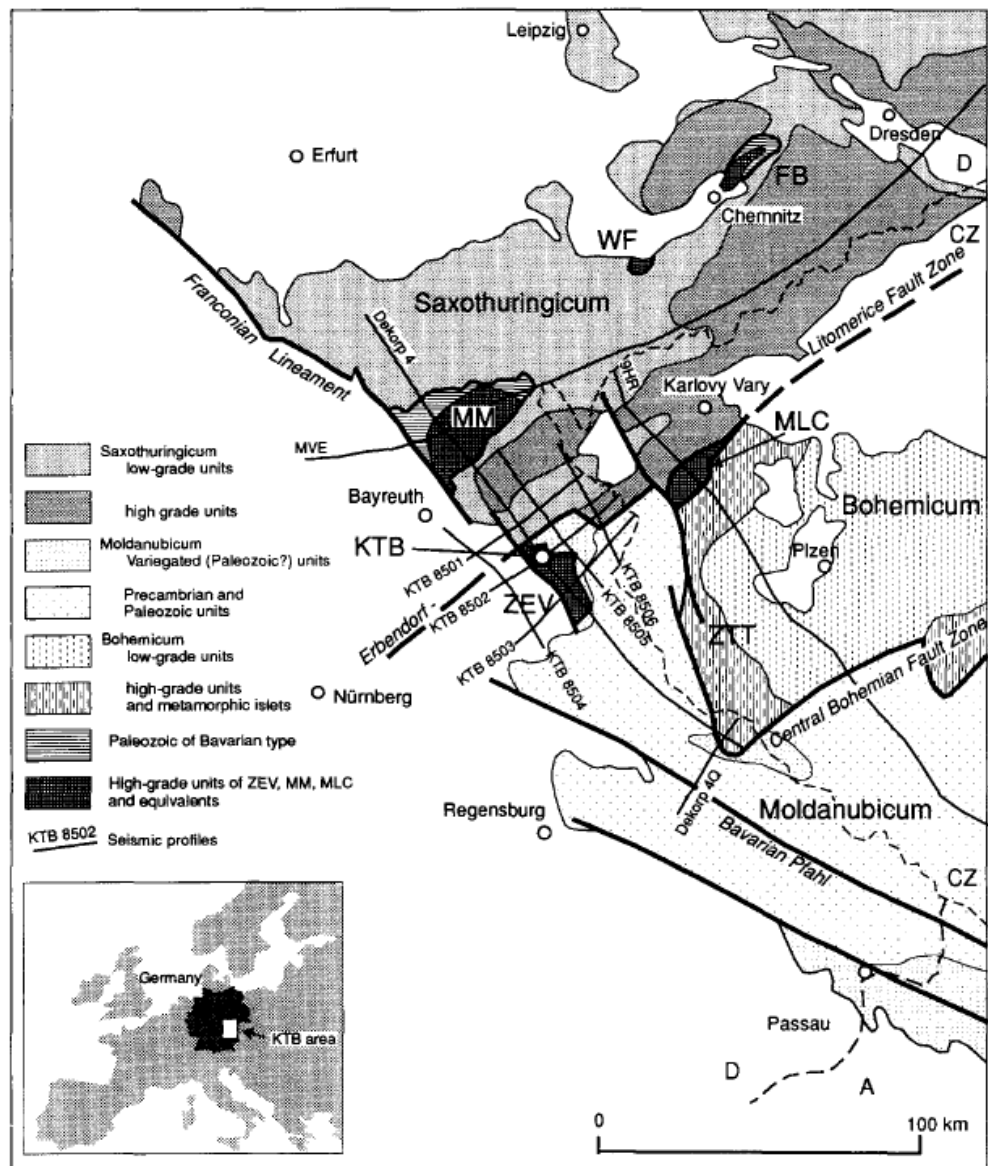 Leipzig
Erfurt
Dresden
D
FB
Chemnitz
WF
CZ
Saxothuringicum
Franconian Lineament
Dekorp 4
Litomerice Fault Zone
9HR
Karlovy Vary
MM
MLC
MVE
Bayreuth
Bohemicum
KTB
Plzen
KTB 8501
KTB 8502
ZEV
KTB 8506
KTB 8505
Erbendorf -
ZTT
KTB 8503
KTB 8504
Central Bohemian Fault Zone
Nürnberg
Dekorp 4Q
Regensburg
Moldanubicum
Bavarian Pfahl
CZ
Passau
D
A
0 100 km
Saxothuringicum
low-grade units
high grade units
Moldanubicum
Variegated (Paleozoic?) units
Precambrian and
Paleozoic units
Bohemicum
low-grade units
high-grade units
and metamorphic islets
Paleozoic of Bavarian type
High-grade units of ZEV, MM, MLC
and equivalents
KTB 8502 Seismic profiles
Germany
KTB area